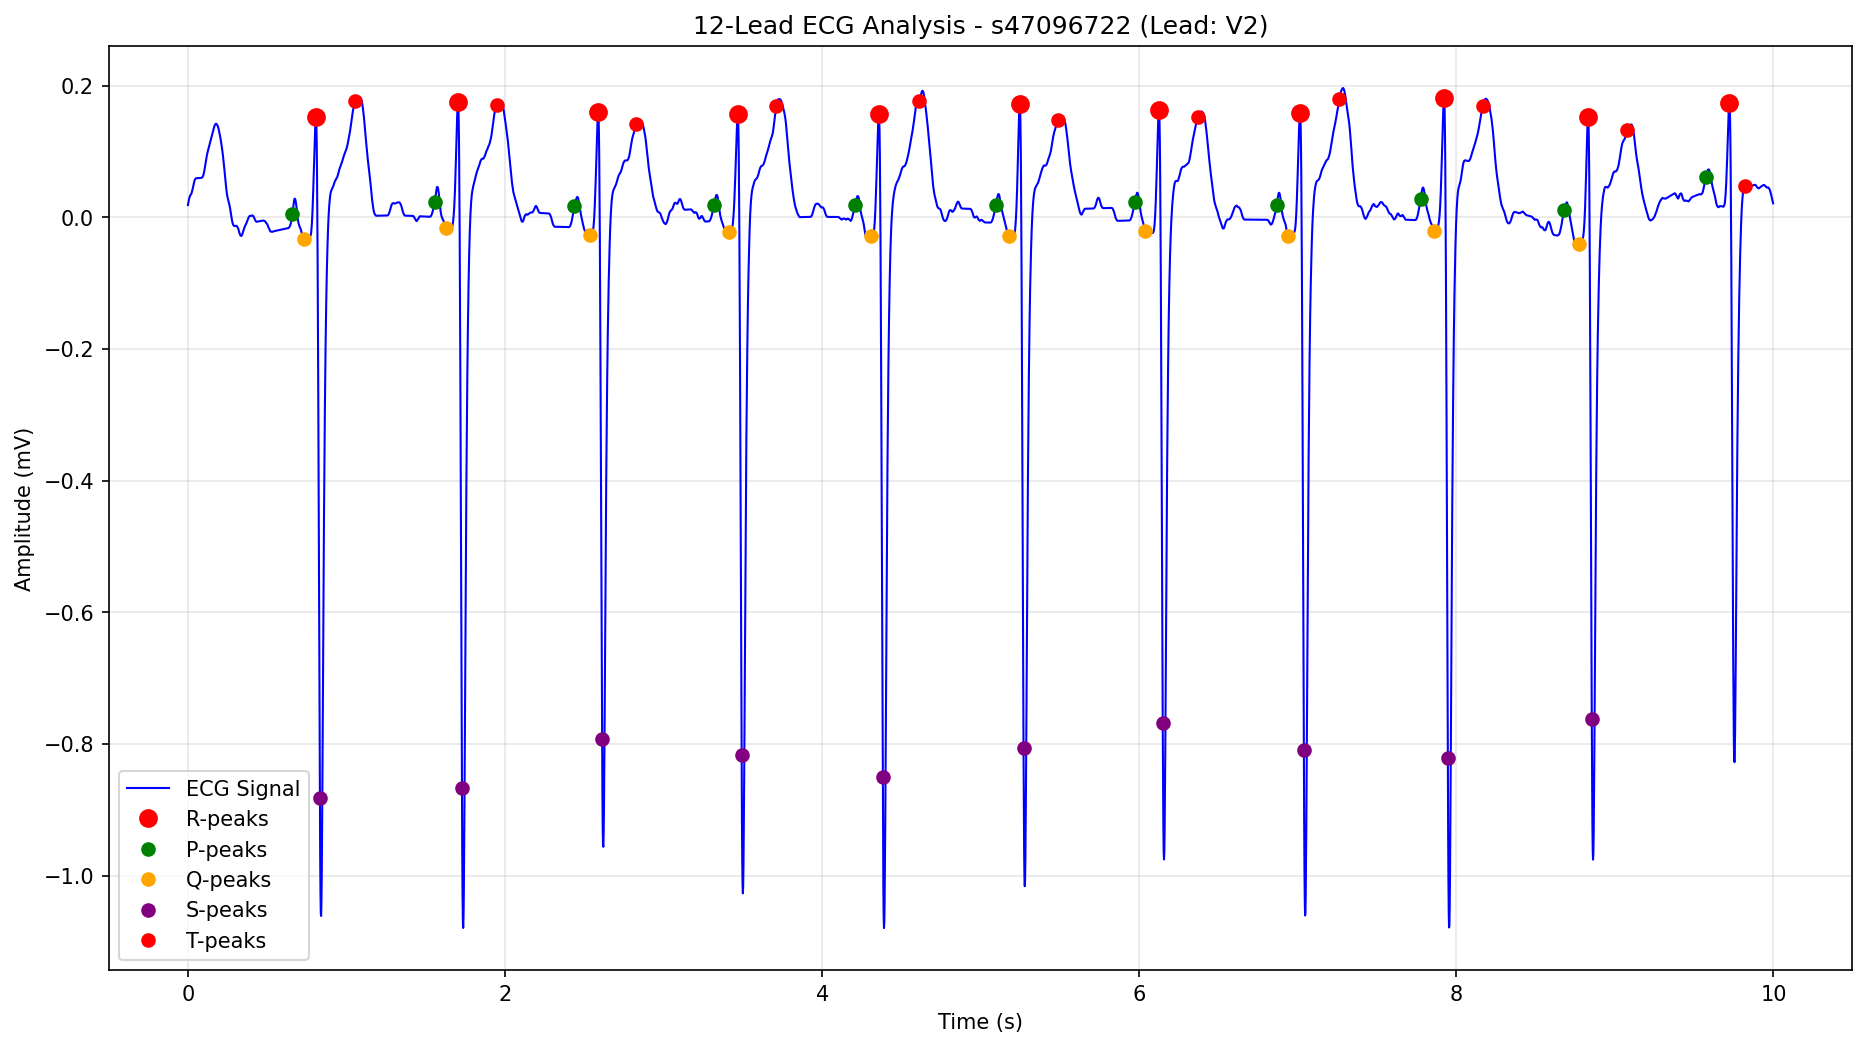 12-Lead ECG Analysis - s47096722 (Lead: V2)
0.2
0.0
−0.2
−0.4
−0.6
−0.8
−1.0
Amplitude (mV)
ECG Signal
R-peaks
P-peaks
Q-peaks
S-peaks
T-peaks
0 2 4 6 8 10
Time (s)